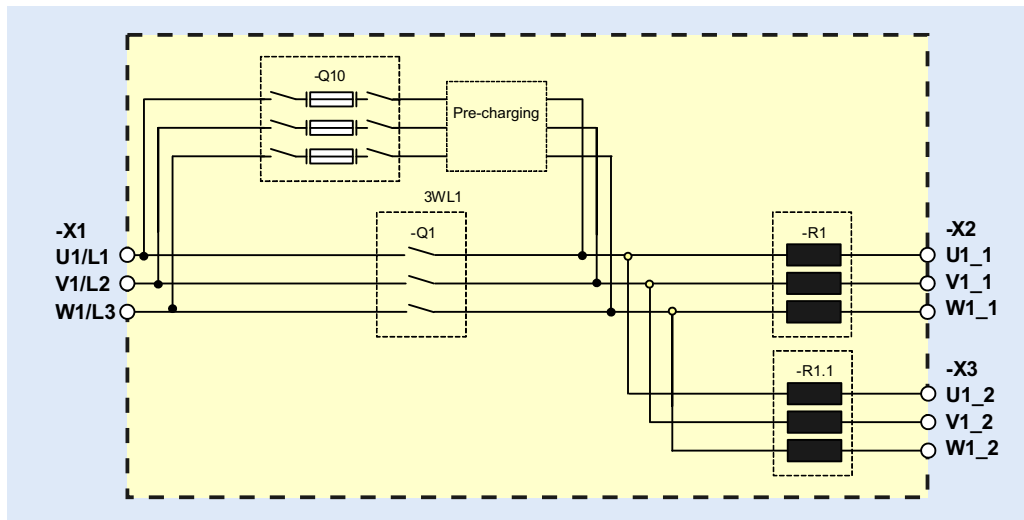 -Q10
Pre-charging
3WL1
-Q1
-X1
U1/L1
V1/L2
W1/L3
-R1
-X2
U1_1
V1_1
W1_1
-R1.1
-X3
U1_2
V1_2
W1_2